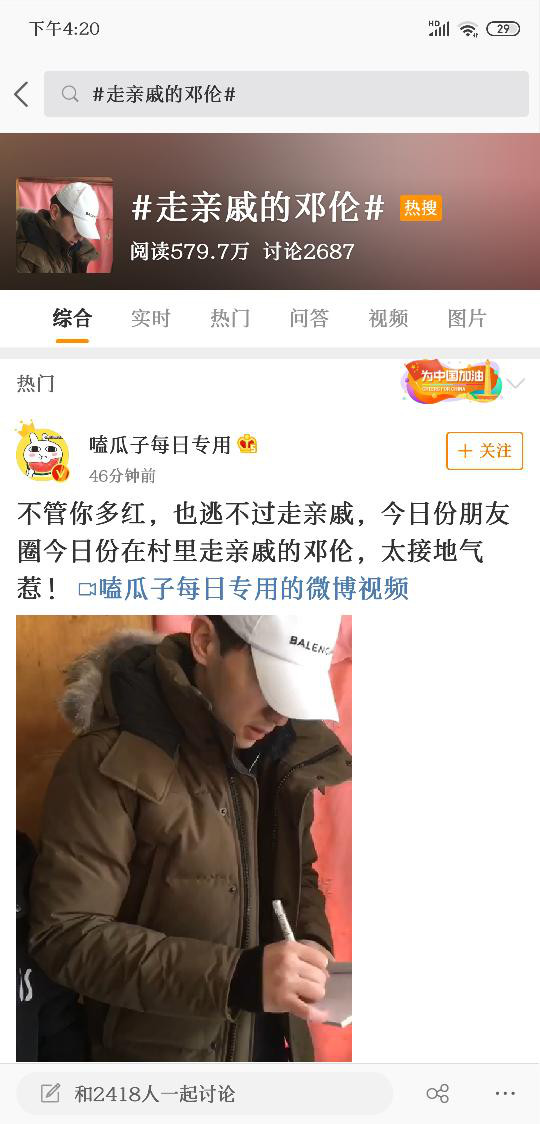 下午4:20
HD
29
#走亲戚的邓伦#
#走亲戚的邓伦#
热搜
阅读579.7万 讨论2687
综合 实时 热门 问答 视频 图片
热门
为中国加油
CHEERS FOR CHINA
嗑瓜子每日专用
+ 关注
46分钟前
不管你多红，也逃不过走亲戚，今日份朋友
圈今日份在村里走亲戚的邓伦，太接地气
惹！ 嗑瓜子每日专用的微博视频
BALENC
和2418人一起讨论